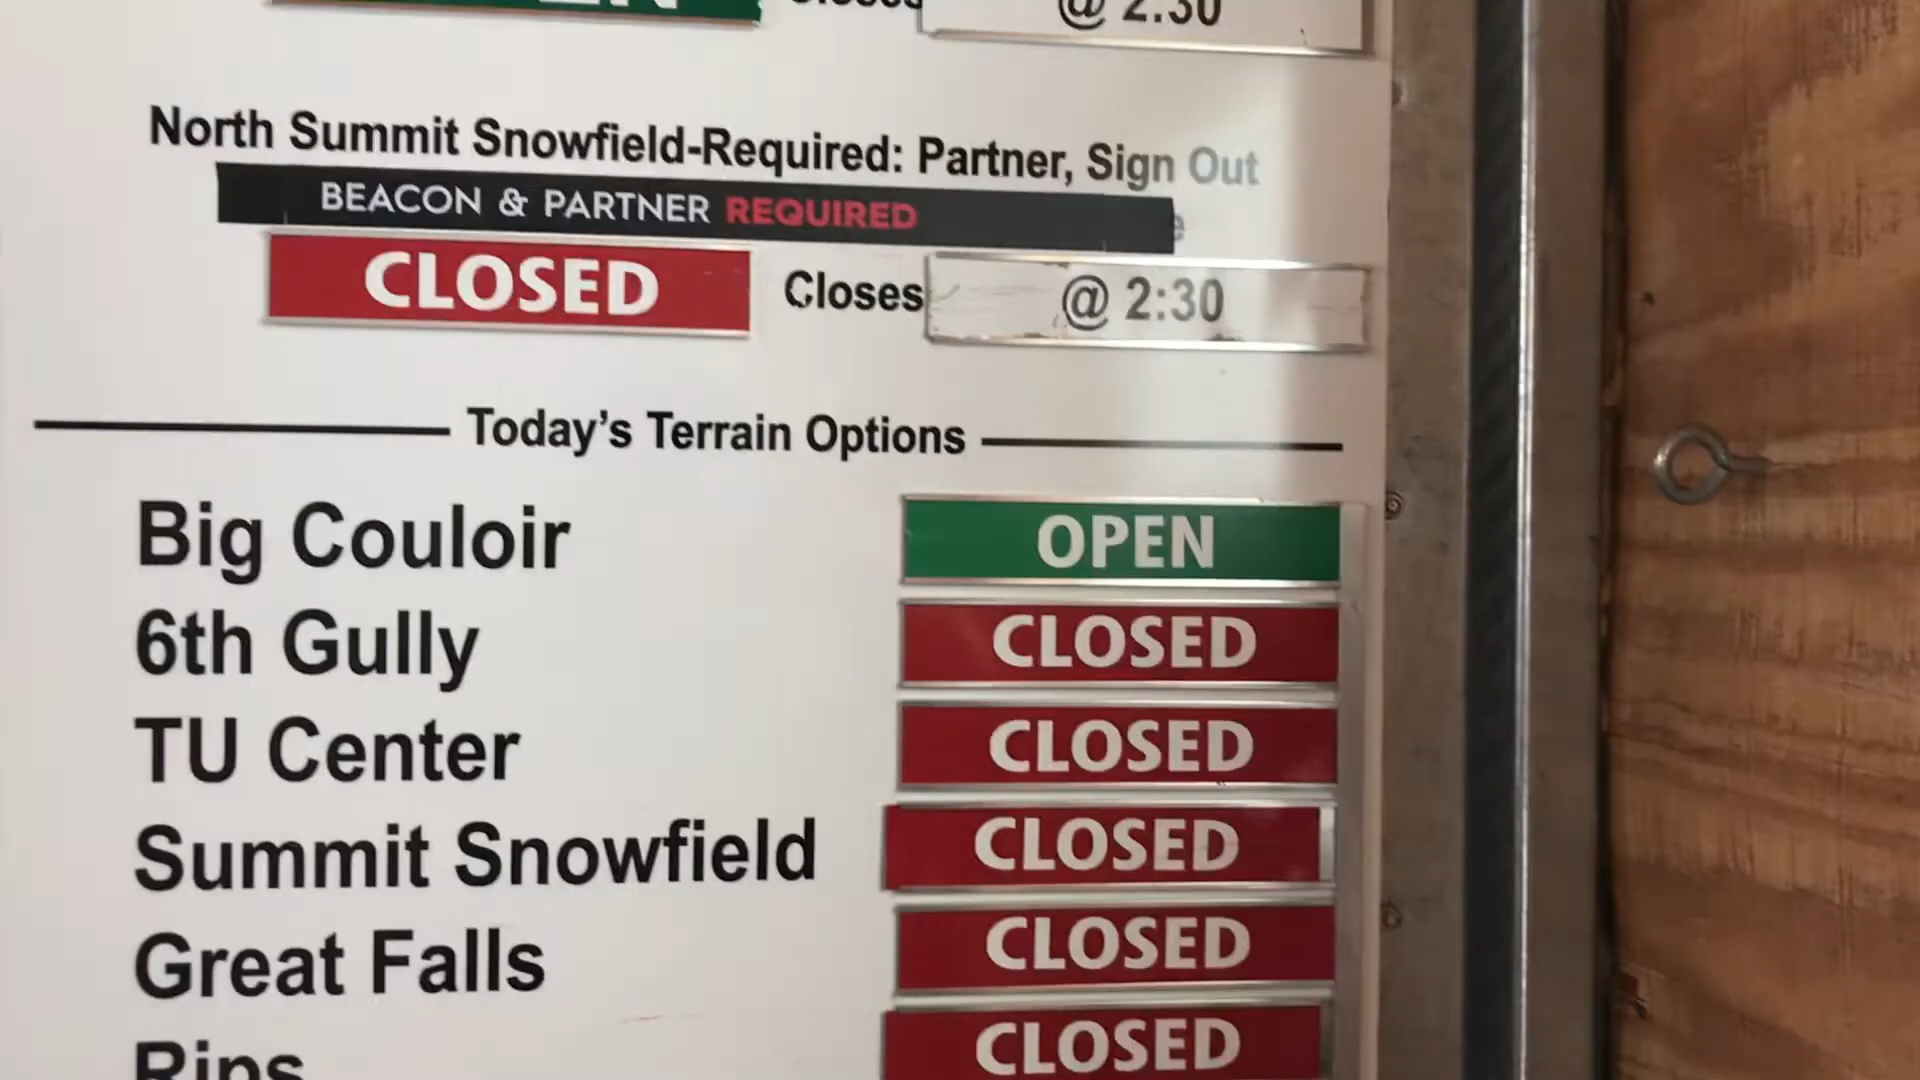 Closes @ 2:30
North Summit Snowfield-Required: Partner, Sign Out
BEACON & PARTNER REQUIRED
CLOSED Closes @ 2:30
Today's Terrain Options
Big Couloir OPEN
6th Gully CLOSED
TU Center CLOSED
Summit Snowfield CLOSED
Great Falls CLOSED
Rips CLOSED